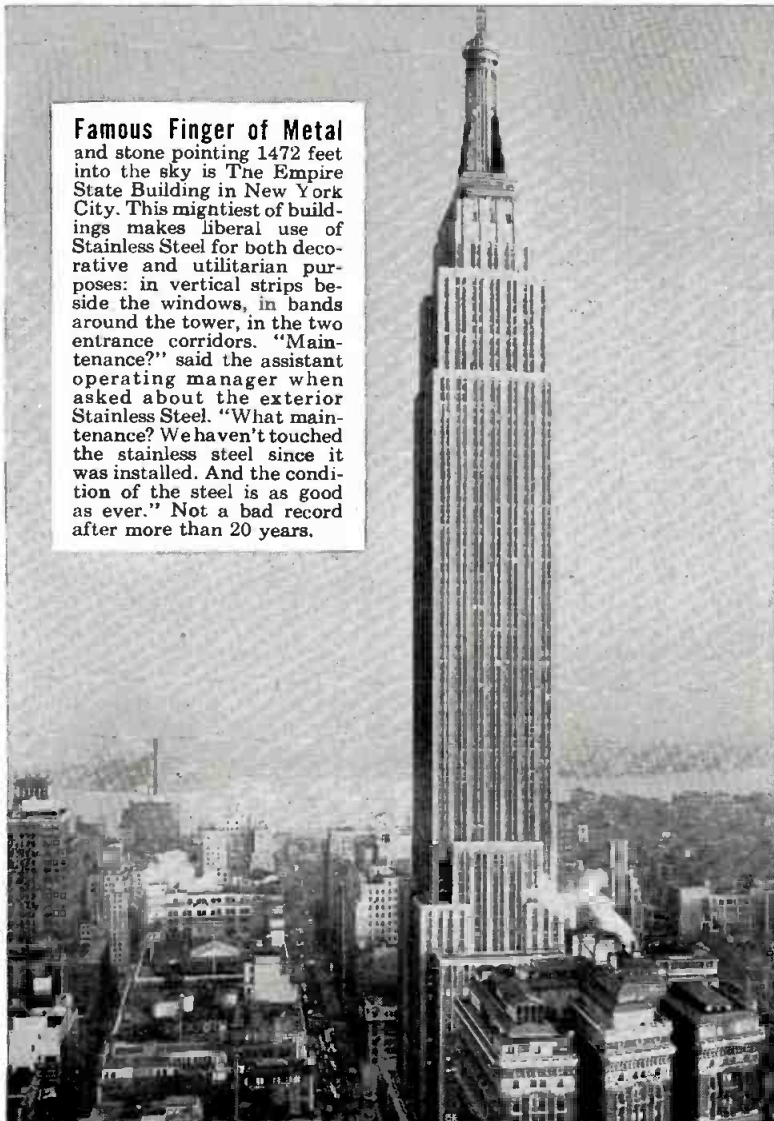 Famous Finger of Metal
and stone pointing 1472 feet
into the sky is The Empire
State Building in New York
City. This mightiest of build-
ings makes liberal use of
Stainless Steel for both deco-
rative and utilitarian pur-
poses: in vertical strips be-
side the windows, in bands
around the tower, in the two
entrance corridors. “Main-
tenance?” said the assistant
operating manager when
asked about the exterior
Stainless Steel. “What main-
tenance? We haven't touched
the stainless steel since it
was installed. And the condi-
tion of the steel is as good
as ever.” Not a bad record
after more than 20 years.